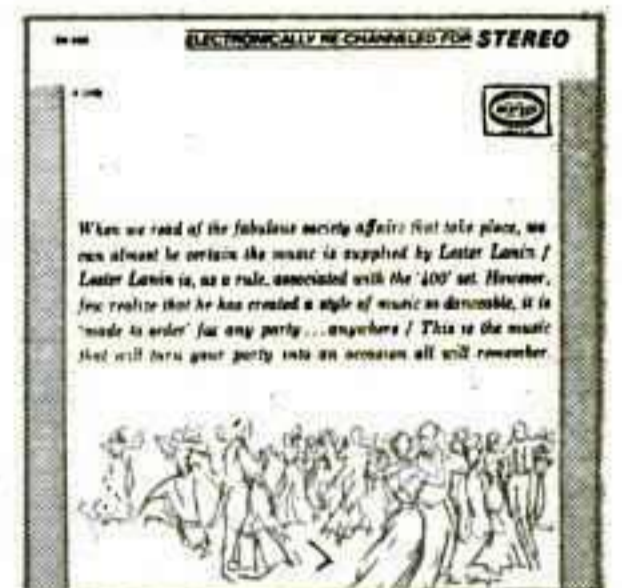 ELECTRONICALLY RE-CHANNELED FOR STEREO
epic
When we read of the fabulous society affairs that take place, we
can almost be certain the music is supplied by Lester Lanin !
Lester Lanin is, as a rule, associated with the '400' set. However,
few realize that he has created a style of music so danceable, it is
'made to order' for any party ... anywhere ! This is the music
that will turn your party into an occasion all will remember.